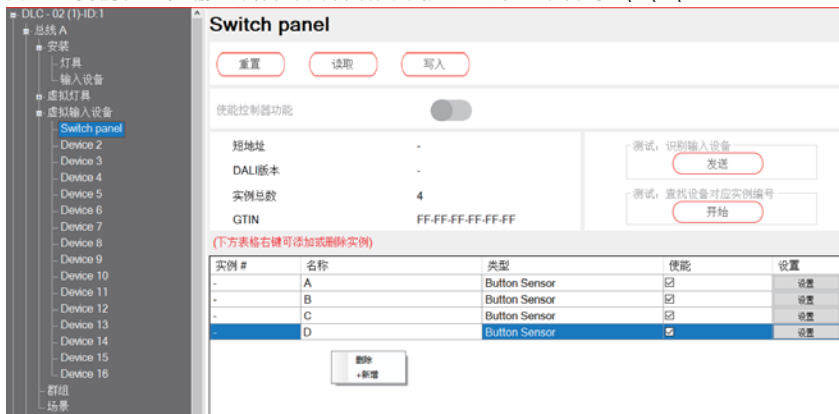 DLC - 02 (1)-ID:1
总线 A
安装
灯具
输入设备
虚拟灯具
虚拟输入设备
Switch panel
Device 2
Device 3
Device 4
Device 5
Device 6
Device 7
Device 8
Device 9
Device 10
Device 11
Device 12
Device 13
Device 14
Device 15
Device 16
群组
场景
Switch panel
重置 读取 写入
使能控制器功能
短地址 -
DALI版本 -
实例总数 4
GTIN FF-FF-FF-FF-FF-FF
测试：识别输入设备
发送
测试：查找设备对应实例编号
开始
(下方表格右键可添加或删除实例)
实例 # 名称 类型 使能 设置
- A Button Sensor 设置
- B Button Sensor 设置
- C Button Sensor 设置
- D Button Sensor 设置
删除
+新增